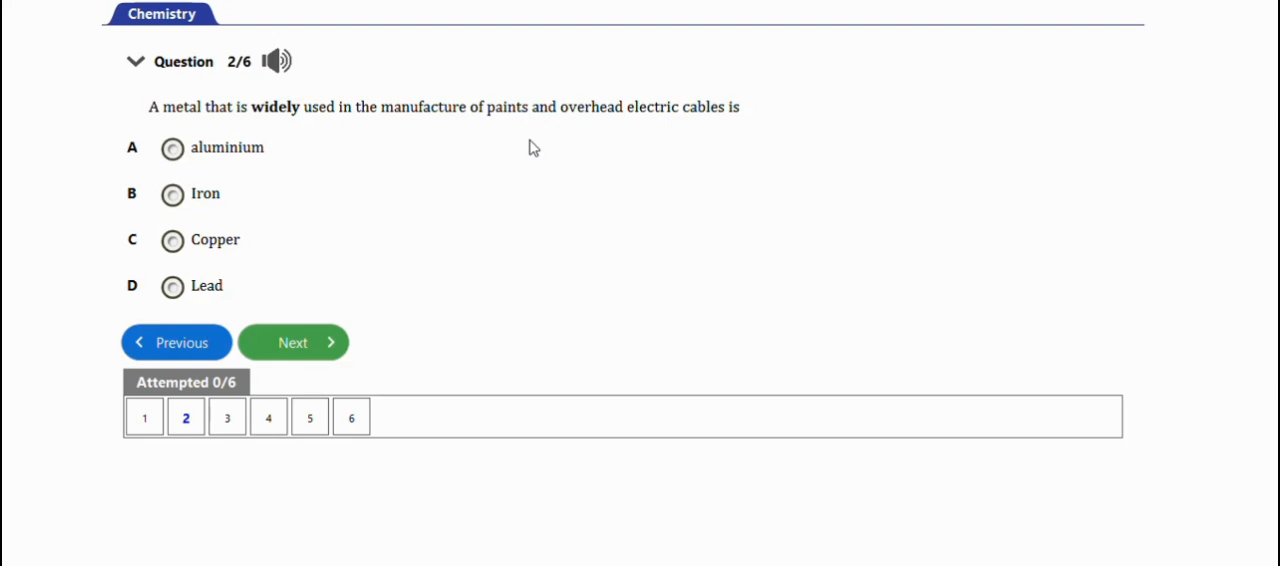 Chemistry
Question 2/6
A metal that is widely used in the manufacture of paints and overhead electric cables is
A aluminium
B Iron
C Copper
D Lead
Previous Next
Attempted 0/6
1 2 3 4 5 6